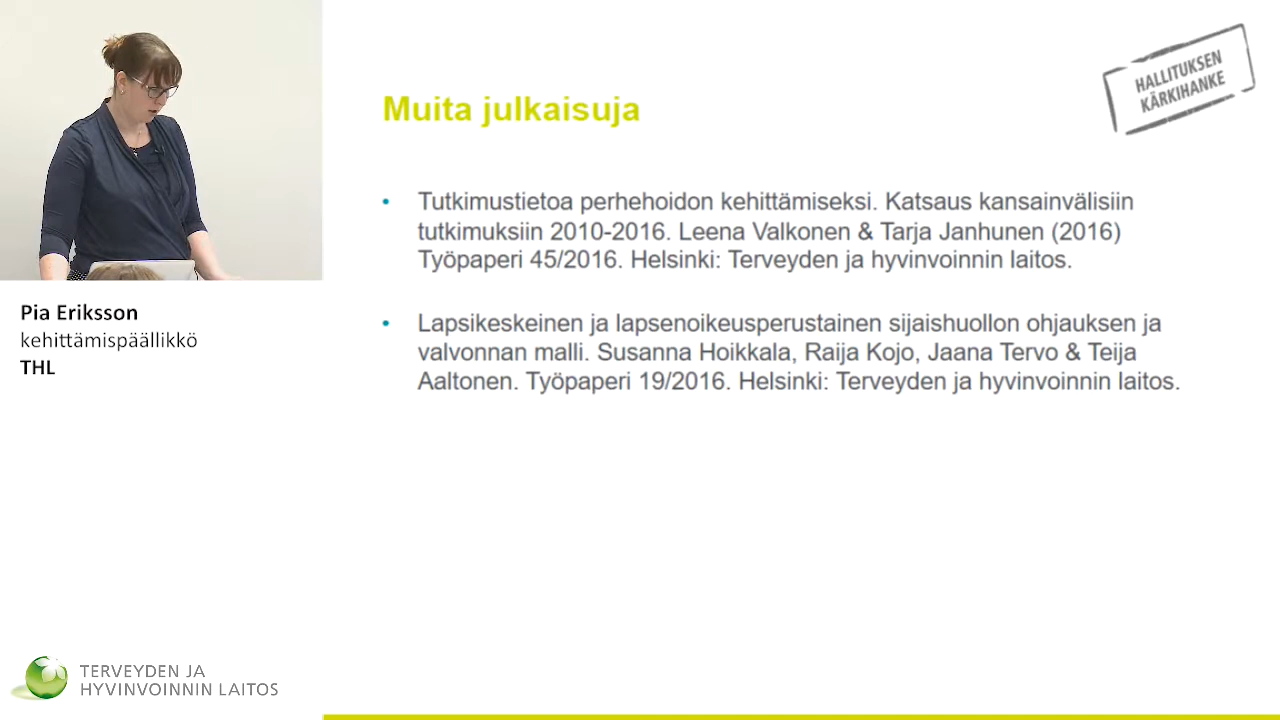 HALLITUKSEN
KÄRKIHANKE
Muita julkaisuja
• Tutkimustietoa perhehoidon kehittämiseksi. Katsaus kansainvälisiin
tutkimuksiin 2010-2016. Leena Valkonen & Tarja Janhunen (2016)
Työpaperi 45/2016. Helsinki: Terveyden ja hyvinvoinnin laitos.
• Lapsikeskeinen ja lapsenoikeusperustainen sijaishuollon ohjauksen ja
valvonnan malli. Susanna Hoikkala, Raija Kojo, Jaana Tervo & Teija
Aaltonen. Työpaperi 19/2016. Helsinki: Terveyden ja hyvinvoinnin laitos.
Pia Eriksson
kehittämispäällikkö
THL
TERVEYDEN JA
HYVINVOINNIN LAITOS